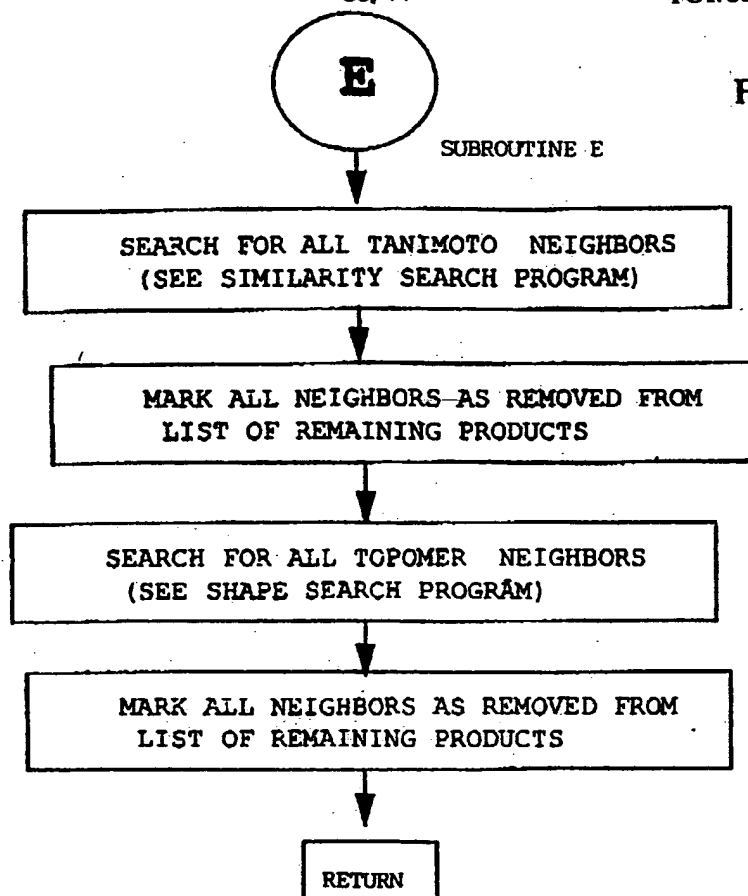 E
SUBROUTINE E
SEARCH FOR ALL TANIMOTO NEIGHBORS
(SEE SIMILARITY SEARCH PROGRAM)
MARK ALL NEIGHBORS AS REMOVED FROM
LIST OF REMAINING PRODUCTS
SEARCH FOR ALL TOPOMER NEIGHBORS
(SEE SHAPE SEARCH PROGRAM)
MARK ALL NEIGHBORS AS REMOVED FROM
LIST OF REMAINING PRODUCTS
RETURN